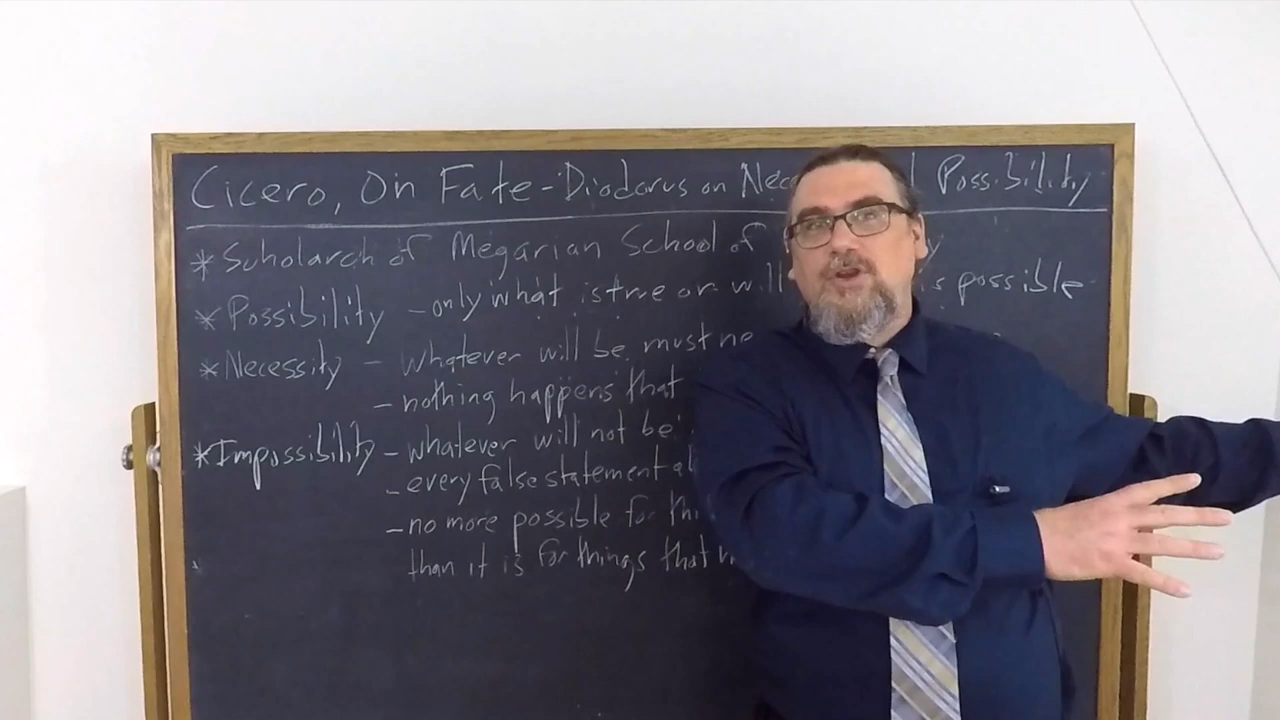 Cicero, On Fate - Diodorus on Possibility
* Scholarch of Megarian School of
* Possibility - only what is true or will is possible
* Necessity - whatever will be must
- nothing happens that
* Impossibility - whatever will not be
- every false statement
- no more possible for
than it is for things that